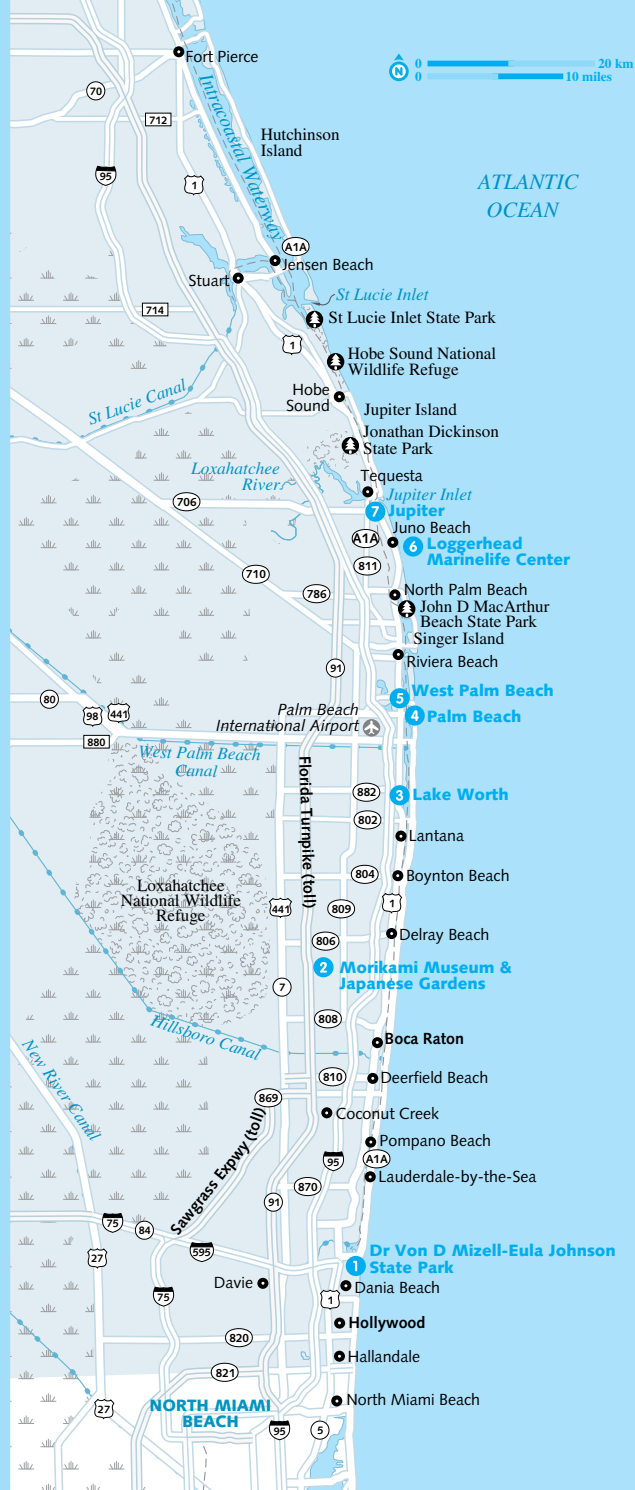 Fort Pierce
N
0 20 km
0 10 miles
70
712
Intracoastal Waterway
Hutchinson
Island
95
1
ATLANTIC
OCEAN
A1A
Jensen Beach
Stuart
St Lucie Inlet
714
St Lucie Inlet State Park
1
Hobe Sound National
Wildlife Refuge
St Lucie Canal
Hobe
Sound
Jupiter Island
Jonathan Dickinson
State Park
Loxahatchee
River
Tequesta
Jupiter Inlet
706
7 Jupiter
Juno Beach
A1A
6 Loggerhead
Marinelife Center
811
710
786
North Palm Beach
John D MacArthur
Beach State Park
Singer Island
Riviera Beach
91
80
5 West Palm Beach
98
441
Palm Beach
International Airport
4 Palm Beach
880
West Palm Beach
Canal
Florida Turnpike (toll)
882
3 Lake Worth
802
Lantana
804
Boynton Beach
Loxahatchee
National Wildlife
Refuge
441
809
1
806
Delray Beach
2 Morikami Museum &
Japanese Gardens
7
808
Hillsboro Canal
Boca Raton
New River Canal
810
Deerfield Beach
869
Coconut Creek
Sawgrass Expwy (toll)
Pompano Beach
95
A1A
870
Lauderdale-by-the-Sea
91
75
84
595
27
1 Dr Von D Mizell-Eula Johnson
State Park
Davie
Dania Beach
75
1
Hollywood
820
Hallandale
821
NORTH MIAMI
BEACH
North Miami Beach
27
95
5